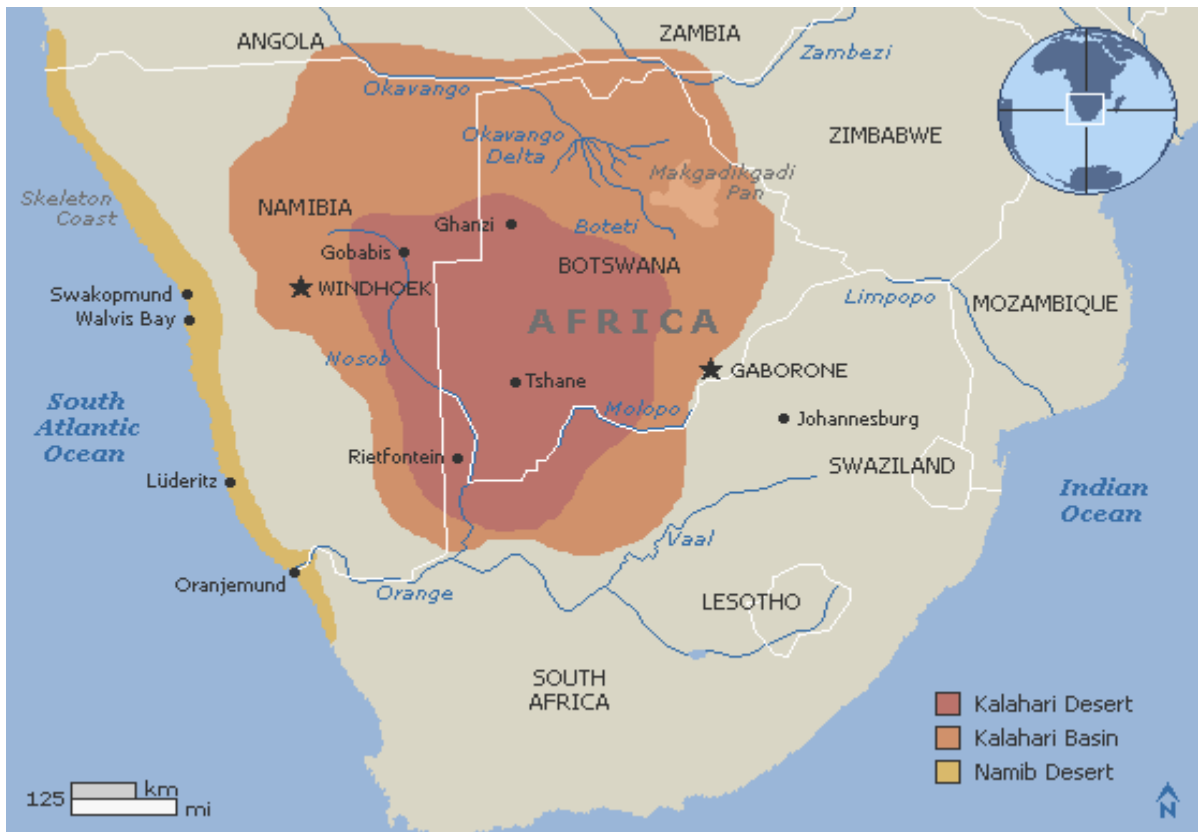 ANGOLA
ZAMBIA
Zambezi
Okavango
Okavango
Delta
ZIMBABWE
Makgadikgadi
Pan
Skeleton
Coast
NAMIBIA
Ghanzi
Boteti
Gobabis
BOTSWANA
WINDHOEK
Swakopmund
Walvis Bay
AFRICA
Limpopo
MOZAMBIQUE
Nosob
Tshane
GABORONE
Molopo
Johannesburg
South
Atlantic
Ocean
Rietfontein
SWAZILAND
Lüderitz
Indian
Ocean
Vaal
Oranjemund
Orange
LESOTHO
SOUTH
AFRICA
Kalahari Desert
Kalahari Basin
Namib Desert
125 km
mi
N